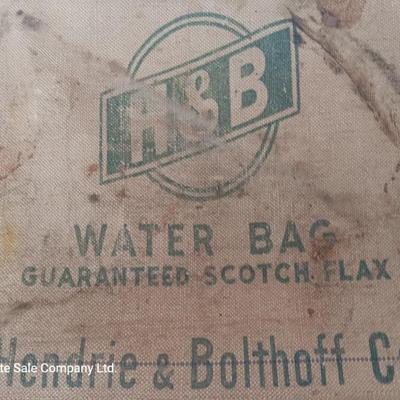 H&B
WATER BAG
GUARANTEED SCOTCH FLAX
Hendrie & Bolthoff C
te Sale Company Ltd.